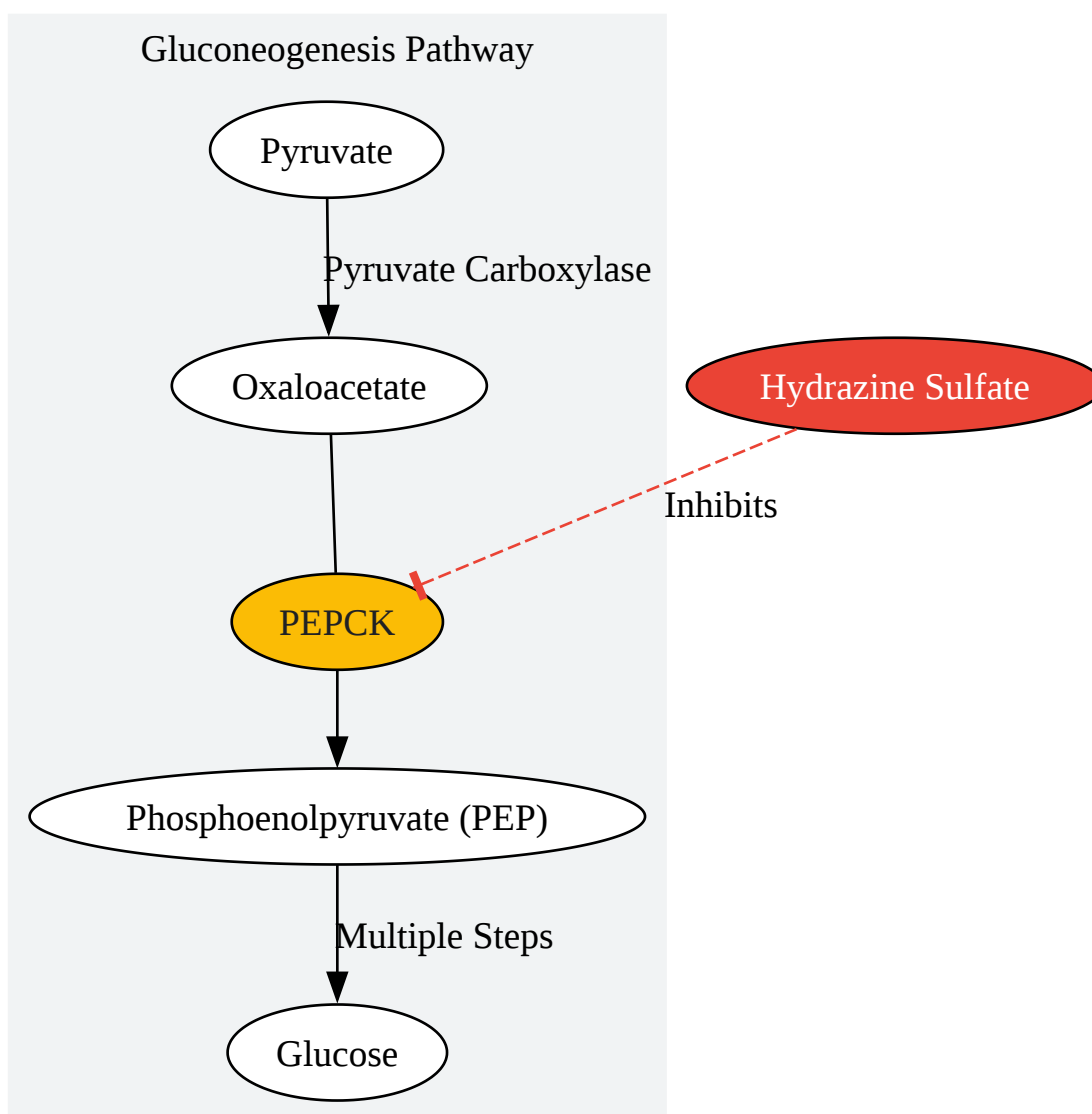 Gluconeogenesis Pathway
Pyruvate
Pyruvate Carboxylase
Oxaloacetate
Hydrazine Sulfate
Inhibits
PEPCK
Phosphoenolpyruvate (PEP)
Multiple Steps
Glucose